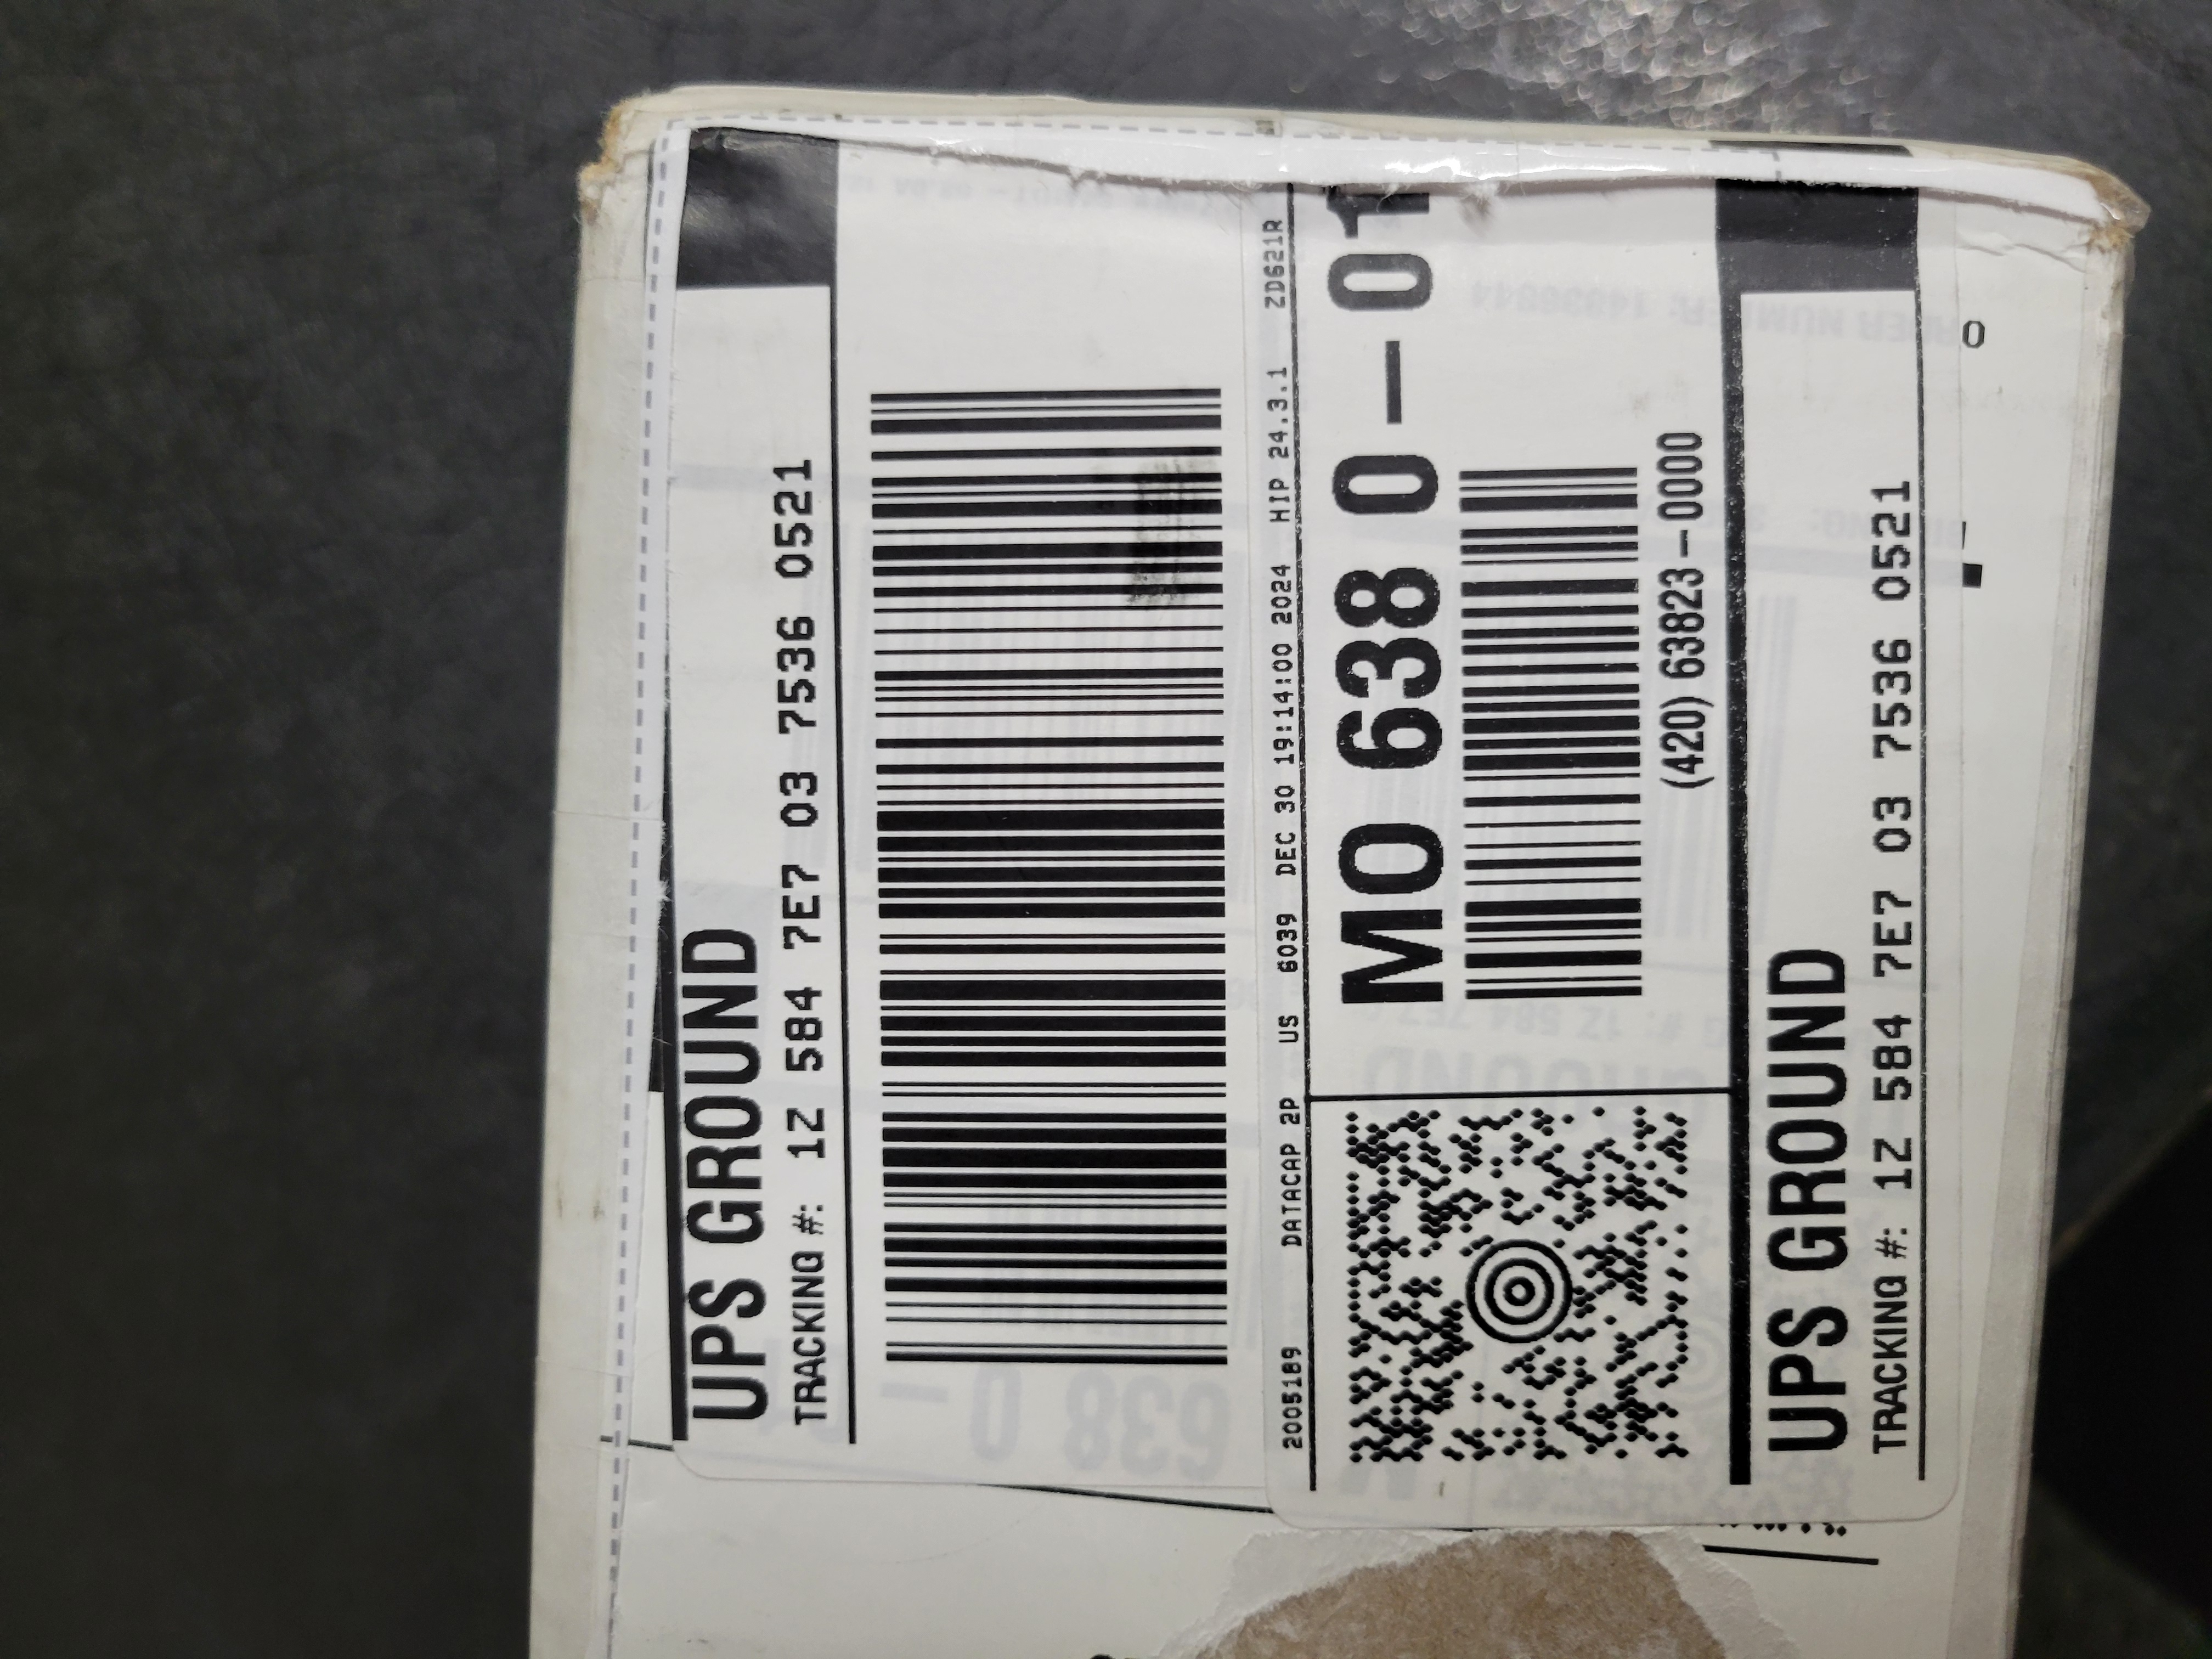 UPS GROUND
TRACKING #: 1Z 584 7E7 03 7536 0521
2005189 DATACAP 2P US 6039 DEC 30 19:14:00 2024 HIP 24.3.1 ZD621R
MO 638 0-01
(420) 63823-0000
UPS GROUND
TRACKING #: 1Z 584 7E7 03 7536 0521